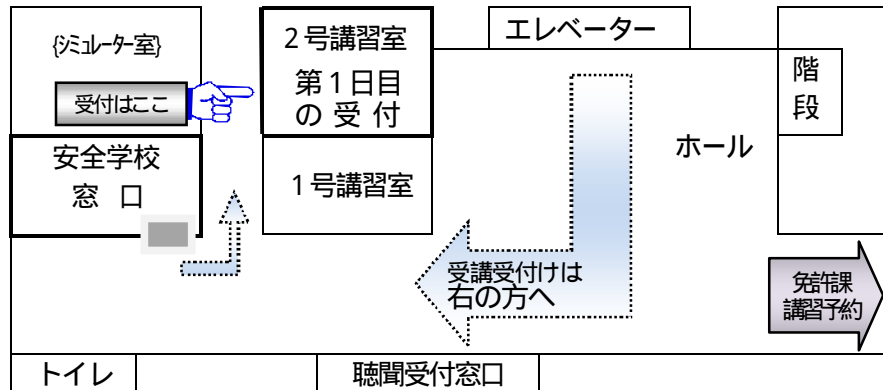 {シミュレーター室}
受付はここ
安全学校
窓 口
2号講習室
第1日目
の 受 付
1号講習室
エレベーター
階
段
ホール
受講受付けは
右の方へ
免許課
講習予約
トイレ
聴聞受付窓口